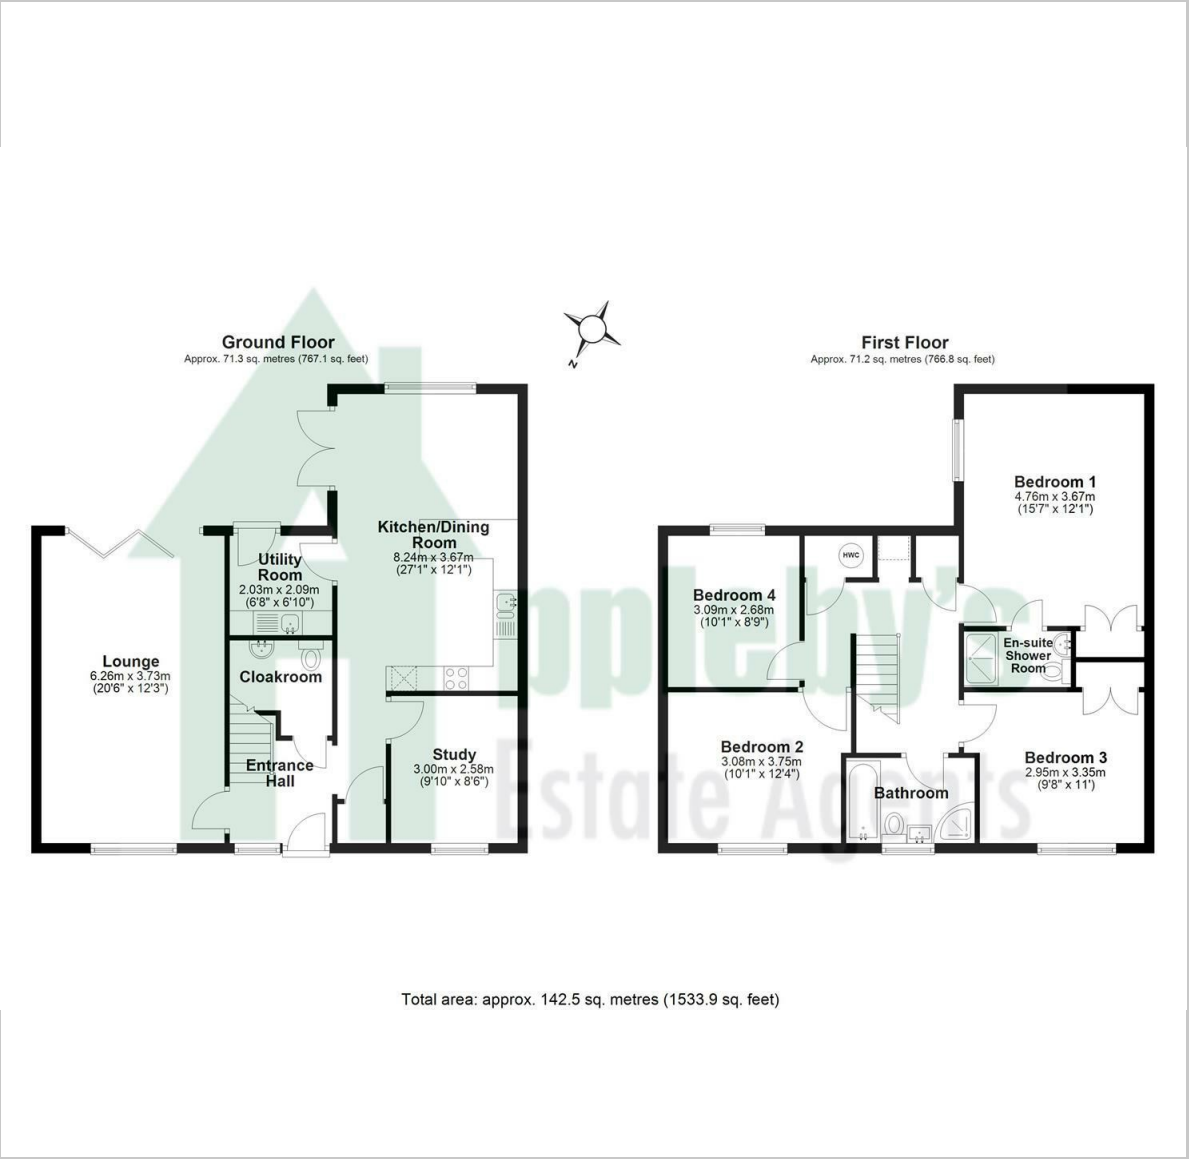 Ground Floor
Approx. 71.3 sq. metres (767.1 sq. feet)
N
First Floor
Approx. 71.2 sq. metres (766.8 sq. feet)
Kitchen/Dining
Room
8.24m x 3.67m
(27'1" x 12'1")
Utility
Room
2.03m x 2.09m
(6'8" x 6'10")
Lounge
6.26m x 3.73m
(20'6" x 12'3")
Cloakroom
Entrance
Hall
Study
3.00m x 2.58m
(9'10" x 8'6")
Bedroom 1
4.76m x 3.67m
(15'7" x 12'1")
HWC
Bedroom 4
3.09m x 2.68m
(10'1" x 8'9")
En-suite
Shower
Room
Bedroom 2
3.08m x 3.75m
(10'1" x 12'4")
Bathroom
Bedroom 3
2.95m x 3.35m
(9'8" x 11')
ppleby's
Estate Agents
Total area: approx. 142.5 sq. metres (1533.9 sq. feet)